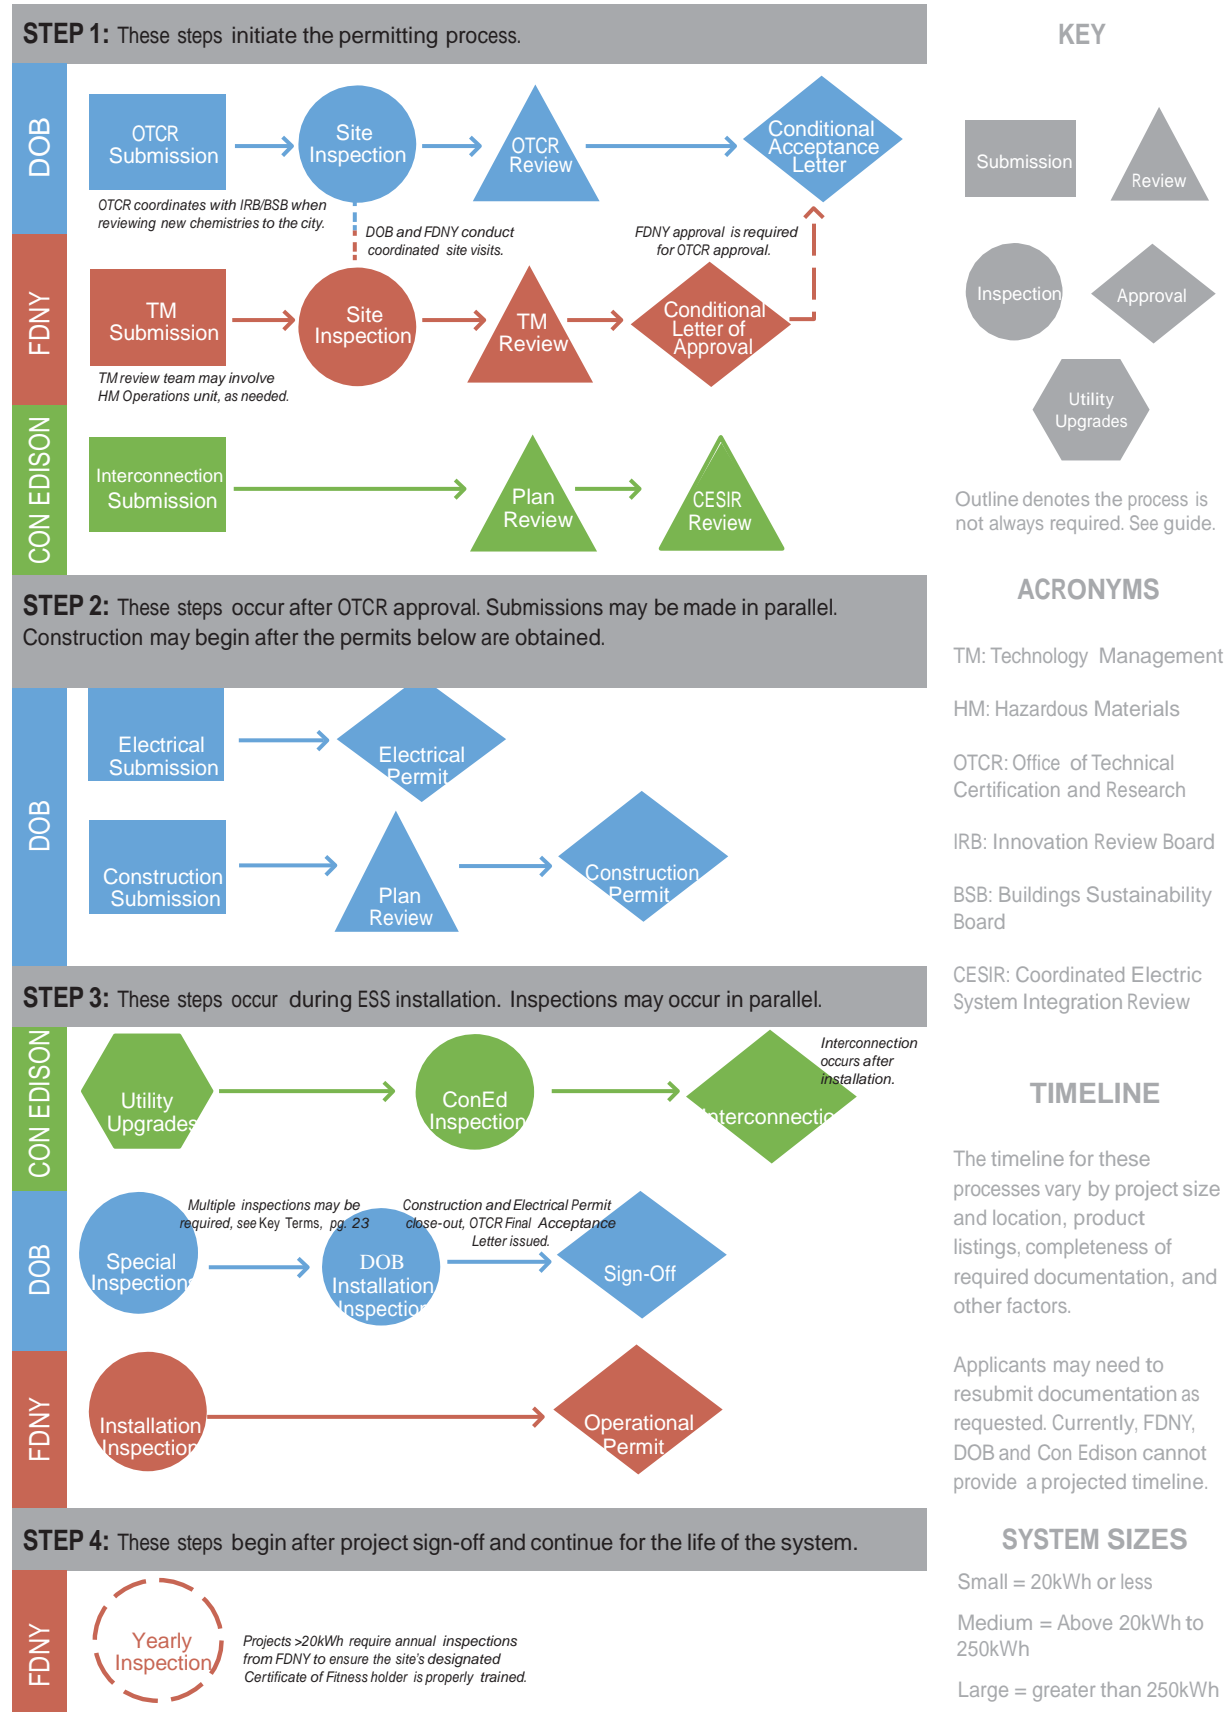 STEP 1: These steps initiate the permitting process.
DOB
OTCR
Submission
Site
Inspection
OTCR
Review
Conditional
Acceptance
Letter
OTCR coordinates with IRB/BSB when
reviewing new chemistries to the city.
DOB and FDNY conduct
coordinated site visits.
FDNY approval is required
for OTCR approval.
FDNY
TM
Submission
Site
Inspection
TM
Review
Conditional
Letter of
Approval
TM review team may involve
HM Operations unit, as needed.
CON EDISON
Interconnection
Submission
Plan
Review
CESIR
Review
STEP 2: These steps occur after OTCR approval. Submissions may be made in parallel.
Construction may begin after the permits below are obtained.
DOB
Electrical
Submission
Electrical
Permit
Construction
Submission
Plan
Review
Construction
Permit
STEP 3: These steps occur during ESS installation. Inspections may occur in parallel.
CON EDISON
Utility
Upgrades
ConEd
Inspection
Interconnectio
Interconnection
occurs after
installation.
DOB
Special
Inspections
Multiple inspections may be
required, see Key Terms, pg. 23
DOB
Installation
Inspection
Construction and Electrical Permit
close-out, OTCR Final Acceptance
Letter issued.
Sign-Off
FDNY
Installation
Inspection
Operational
Permit
STEP 4: These steps begin after project sign-off and continue for the life of the system.
FDNY
Yearly
Inspection
Projects >20kWh require annual inspections
from FDNY to ensure the site's designated
Certificate of Fitness holder is properly trained.
KEY
Submission
Review
Inspection
Approval
Utility
Upgrades
Outline denotes the process is
not always required. See guide.
ACRONYMS
TM: Technology Management
HM: Hazardous Materials
OTCR: Office of Technical
Certification and Research
IRB: Innovation Review Board
BSB: Buildings Sustainability
Board
CESIR: Coordinated Electric
System Integration Review
TIMELINE
The timeline for these
processes vary by project size
and location, product
listings, completeness of
required documentation, and
other factors.
Applicants may need to
resubmit documentation as
requested. Currently, FDNY,
DOB and Con Edison cannot
provide a projected timeline.
SYSTEM SIZES
Small = 20kWh or less
Medium = Above 20kWh to
250kWh
Large = greater than 250kWh